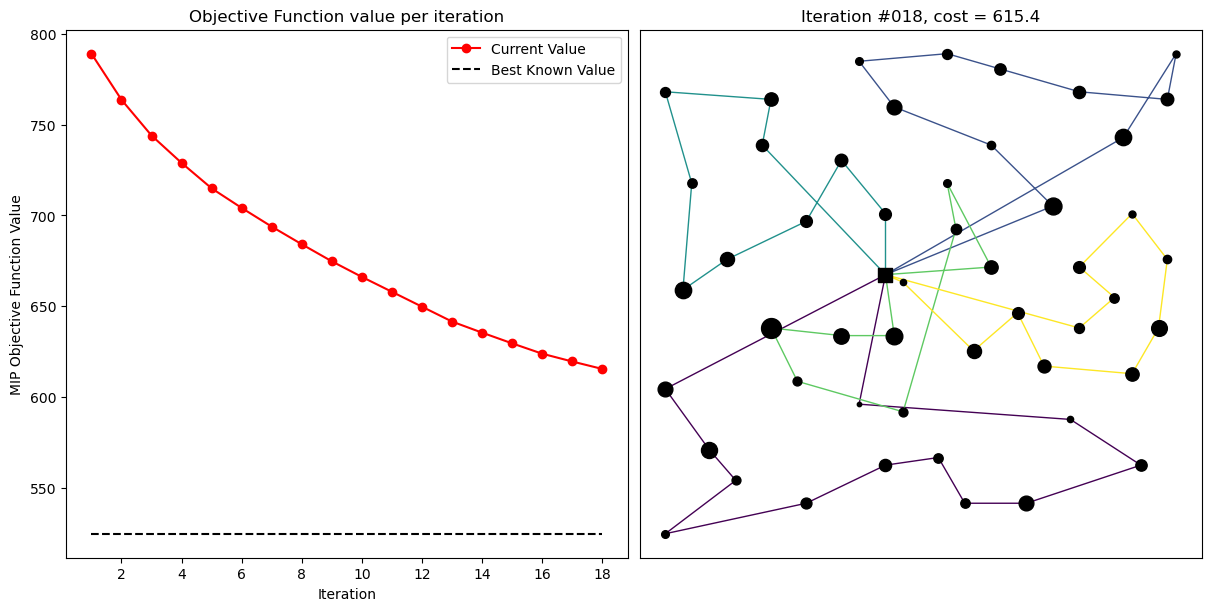 Objective Function value per iteration
Iteration #018, cost = 615.4
Current Value
Best Known Value
MIP Objective Function Value
800
750
700
650
600
550
2 4 6 8 10 12 14 16 18
Iteration